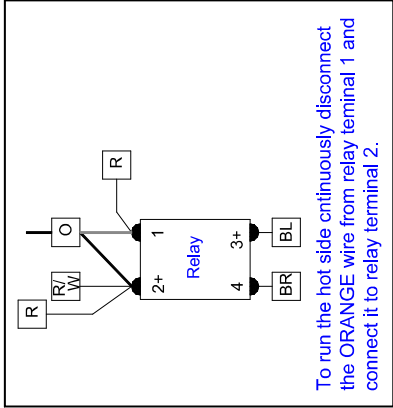 R
R/
W
O
R
2+
1
Relay
4
3+
BR
BL
To run the hot side cntinuously disconnect
the ORANGE wire from relay teminal 1 and
connect it to relay terminal 2.